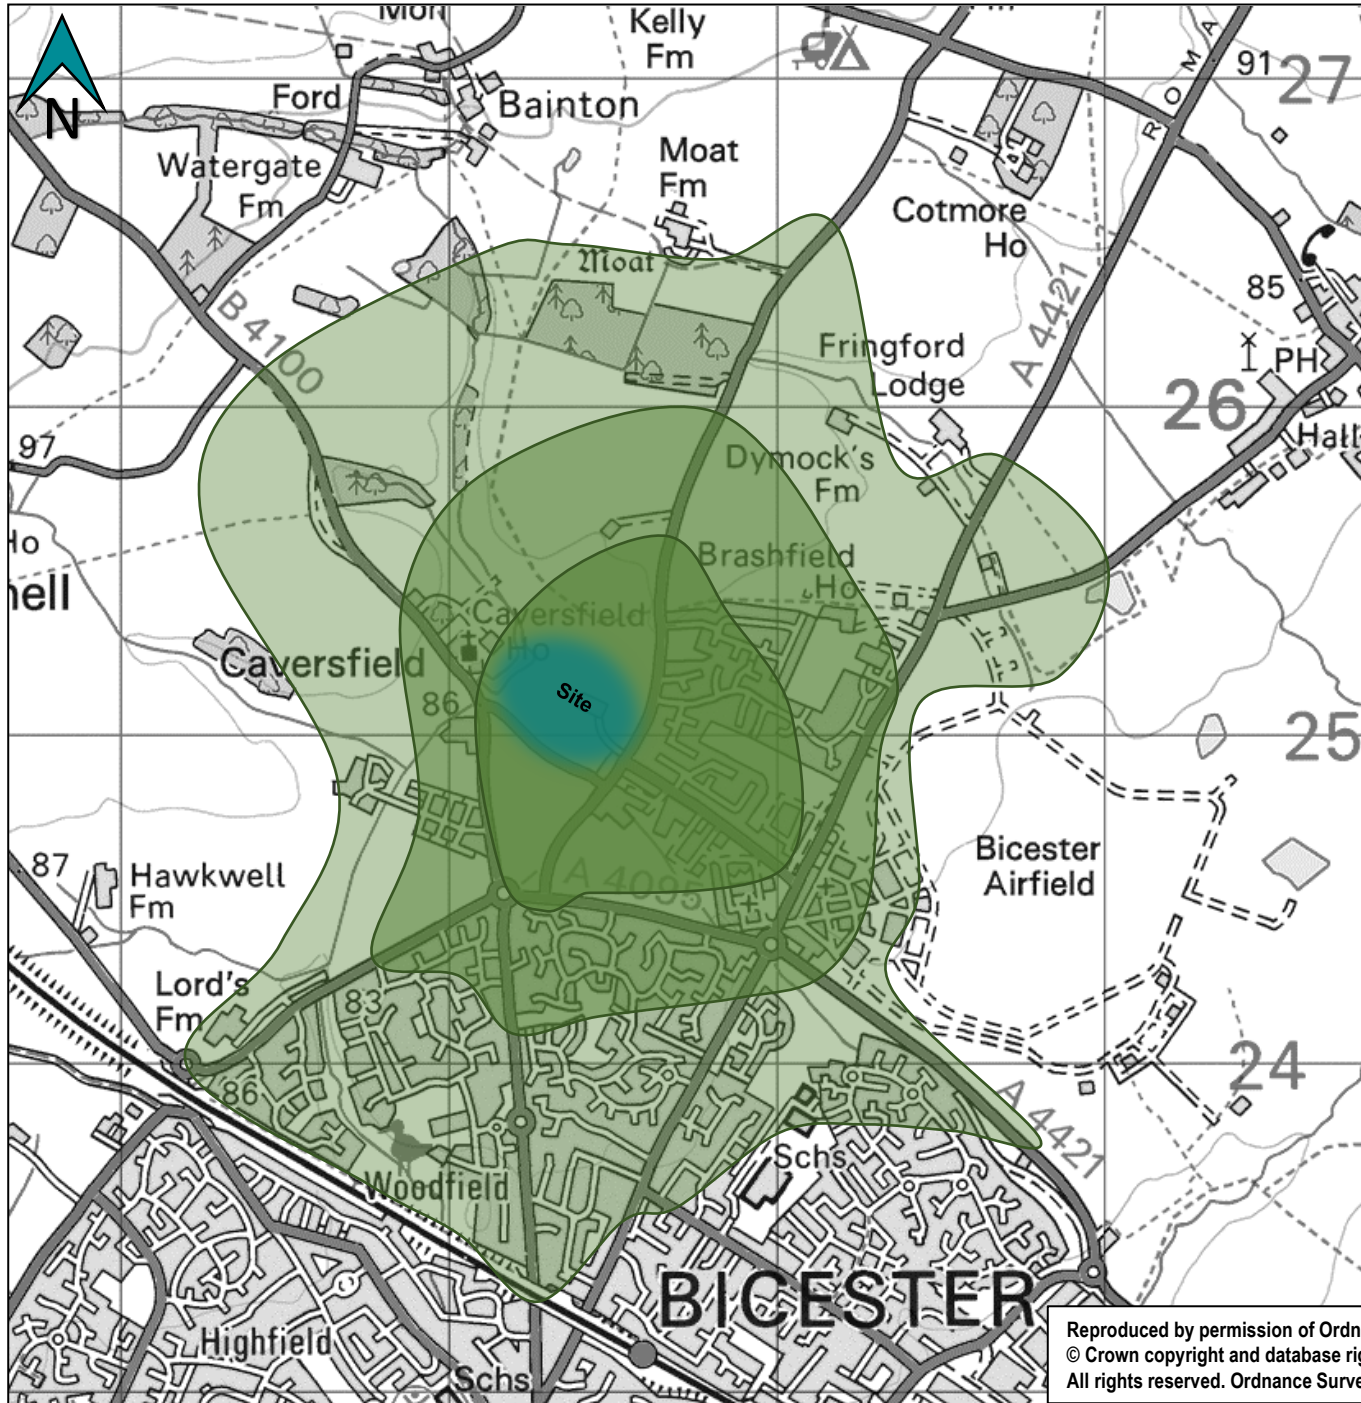 Kelly
Fm
N
Ford
Bainton
Watergate
Fm
Moat
Fm
Moat
Cotmore
Ho
R O M A
91
27
85
PH
B 4100
A 4421
Fringford
Lodge
26
Hall
97
Dymock's
Fm
Brashfield
Ho
Ho
Caversfield
Ho
Caversfield
86
Site
25
87
Hawkwell
Fm
A 4095
Bicester
Airfield
Lord's
Fm
83
86
24
A 4421
Woodfield
Schs
BICESTER
Highfield
Schs
Reproduced by permission of Ordn
© Crown copyright and database rig
All rights reserved. Ordnance Surve